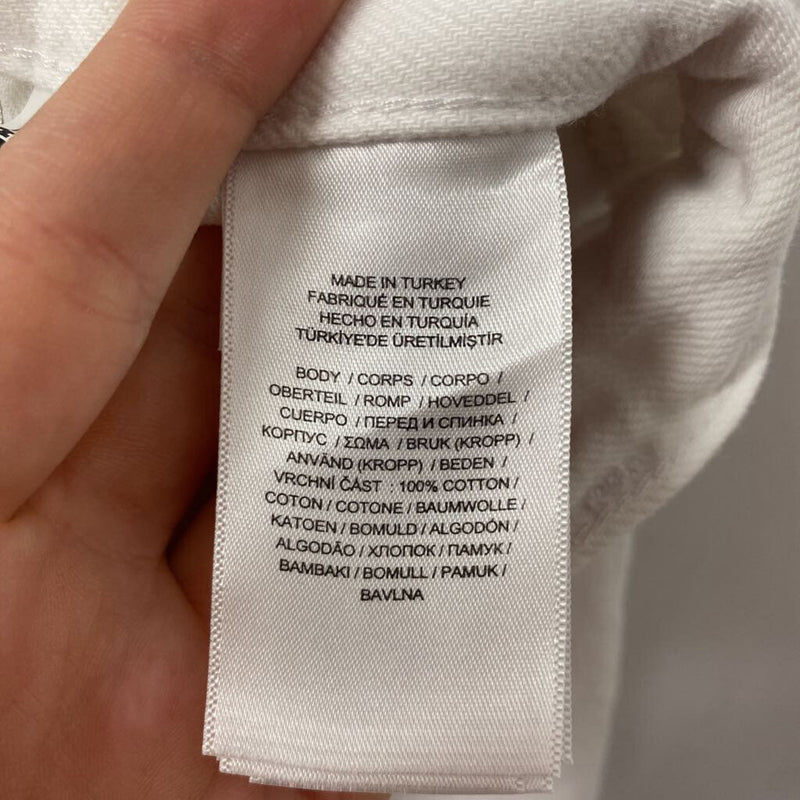 MADE IN TURKEY
FABRIQUÉ EN TURQUIE
HECHO EN TURQUÍA
TÜRKİYE'DE ÜRETİLMİŞTİR
BODY / CORPS / CORPO /
OBERTEIL / ROMP / HOVEDDEL /
CUERPO / ПЕРЕД И СПИНКА /
КОРПУС / ΣΩΜΑ / BRUK (KROPP) /
ANVÄND (KROPP) / BEDEN /
VRCHNÍ ČÁST : 100% COTTON /
COTON / COTONE / BAUMWOLLE /
KATOEN / BOMULD / ALGODÓN /
ALGODÃO / ХЛОПОК / ПАМУК /
BAMBAKI / BOMULL / PAMUK /
BAVLNA